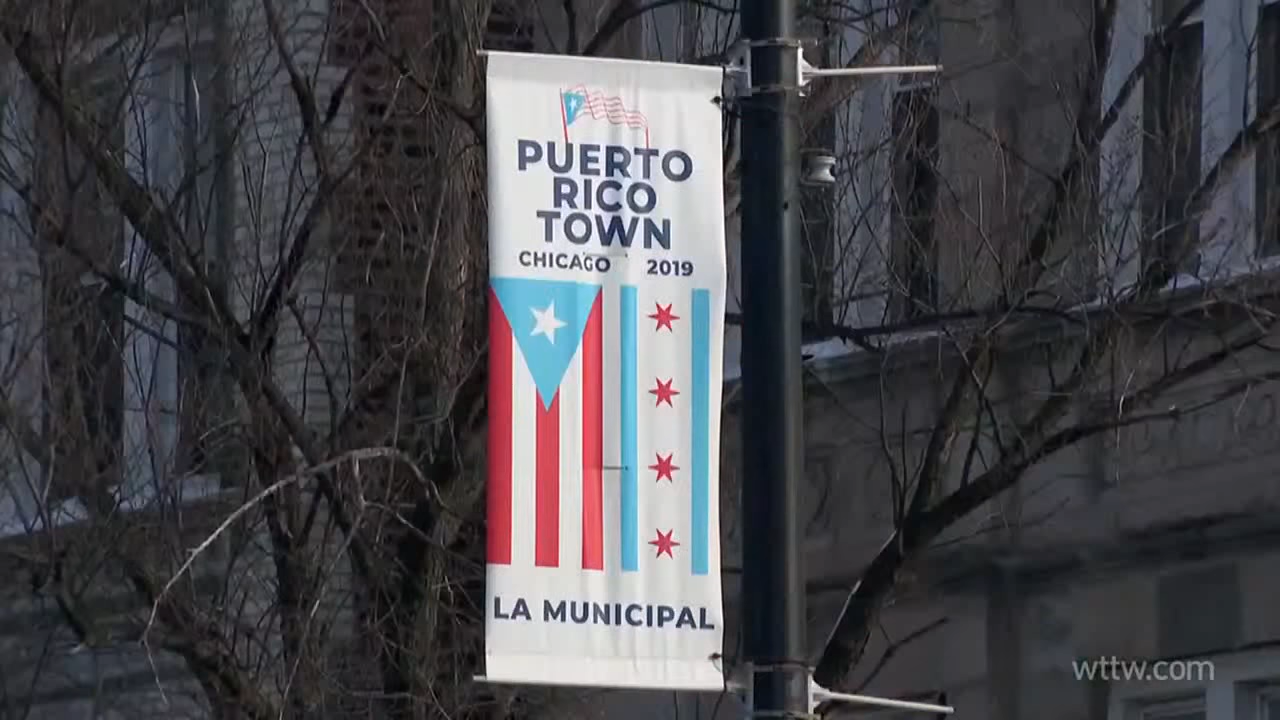 PUERTO
RICO
TOWN
CHICAGO 2019
LA MUNICIPAL
wttw.com